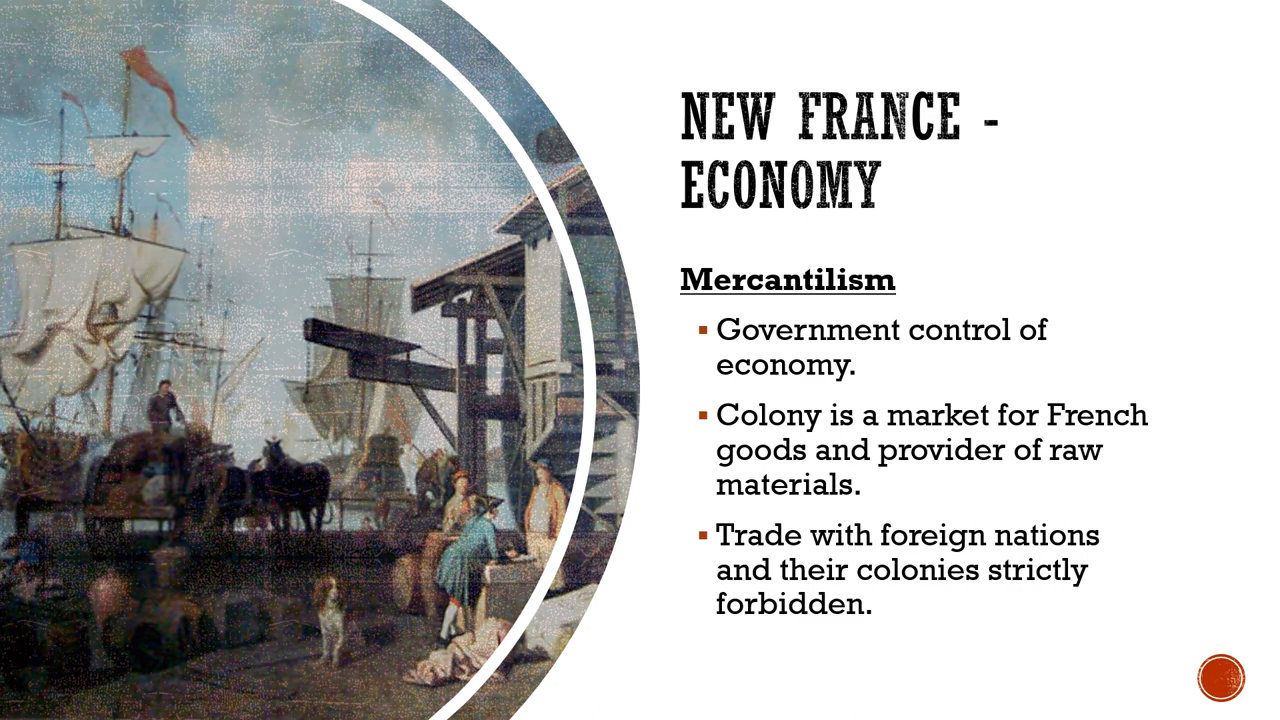 NEW FRANCE -
ECONOMY
Mercantilism
▪ Government control of
economy.
▪ Colony is a market for French
goods and provider of raw
materials.
▪ Trade with foreign nations
and their colonies strictly
forbidden.